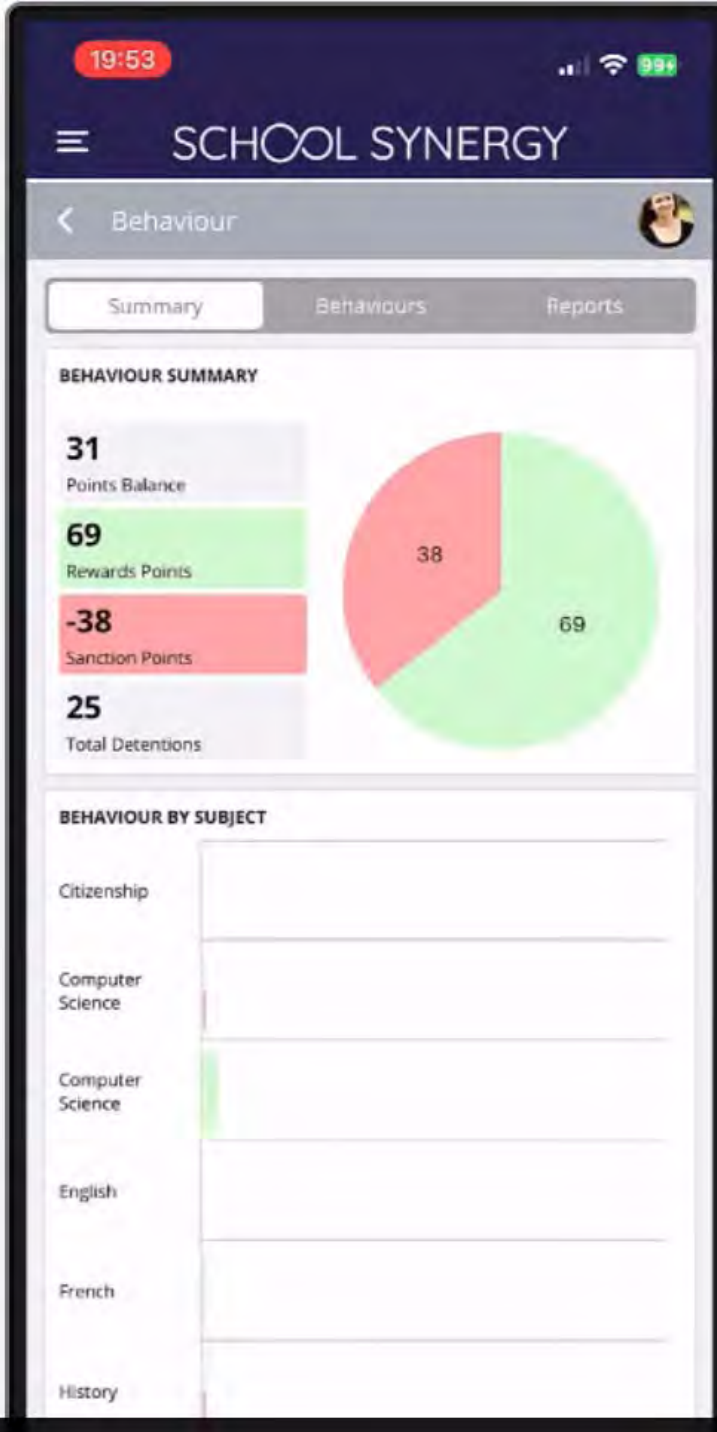 19:53
99+
SCHOOL SYNERGY
Behaviour
Summary Behaviours Reports
BEHAVIOUR SUMMARY
31
Points Balance
69
Rewards Points
-38
Sanction Points
25
Total Detentions
38
69
BEHAVIOUR BY SUBJECT
Citizenship
Computer
Science
Computer
Science
English
French
History